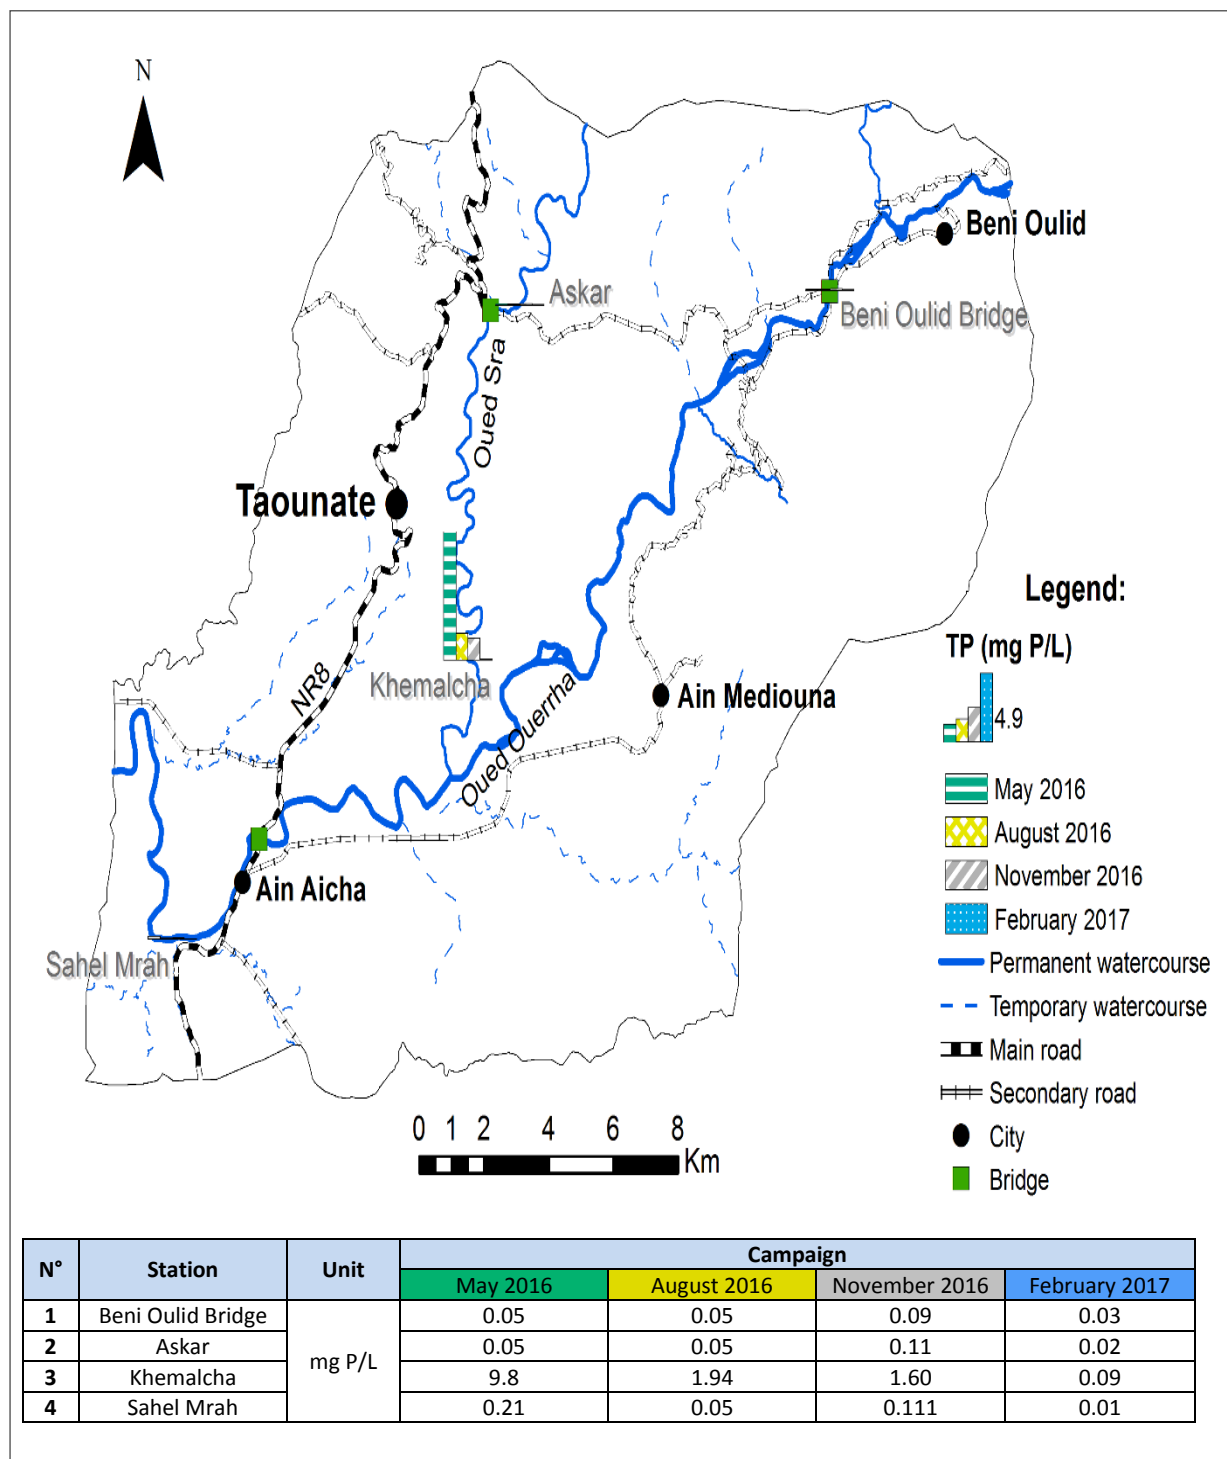 N
Beni Oulid
Askar
Beni Oulid Bridge
Oued Sra
Taounate
Khemalcha
NR8
Oued Ouerrha
Ain Mediouna
Ain Aicha
Sahel Mrah
Legend:
TP (mg P/L)
4.9
May 2016
August 2016
November 2016
February 2017
Permanent watercourse
Temporary watercourse
Main road
Secondary road
City
Bridge
0 1 2 4 6 8
Km
N° Station Unit Campaign
May 2016 August 2016 November 2016 February 2017
1 Beni Oulid Bridge mg P/L 0.05 0.05 0.09 0.03
2 Askar 0.05 0.05 0.11 0.02
3 Khemalcha 9.8 1.94 1.60 0.09
4 Sahel Mrah 0.21 0.05 0.111 0.01